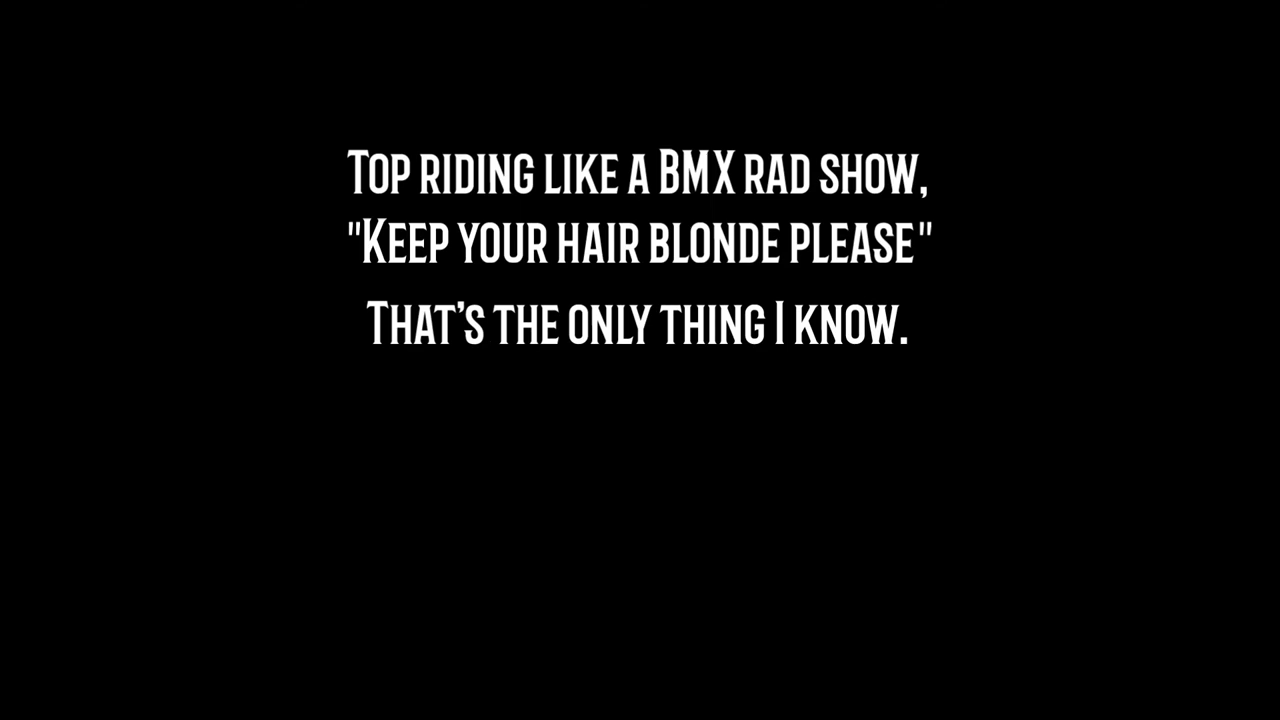 Top riding like a BMX rad show,
"Keep your hair blonde please"
That’s the only thing I know.